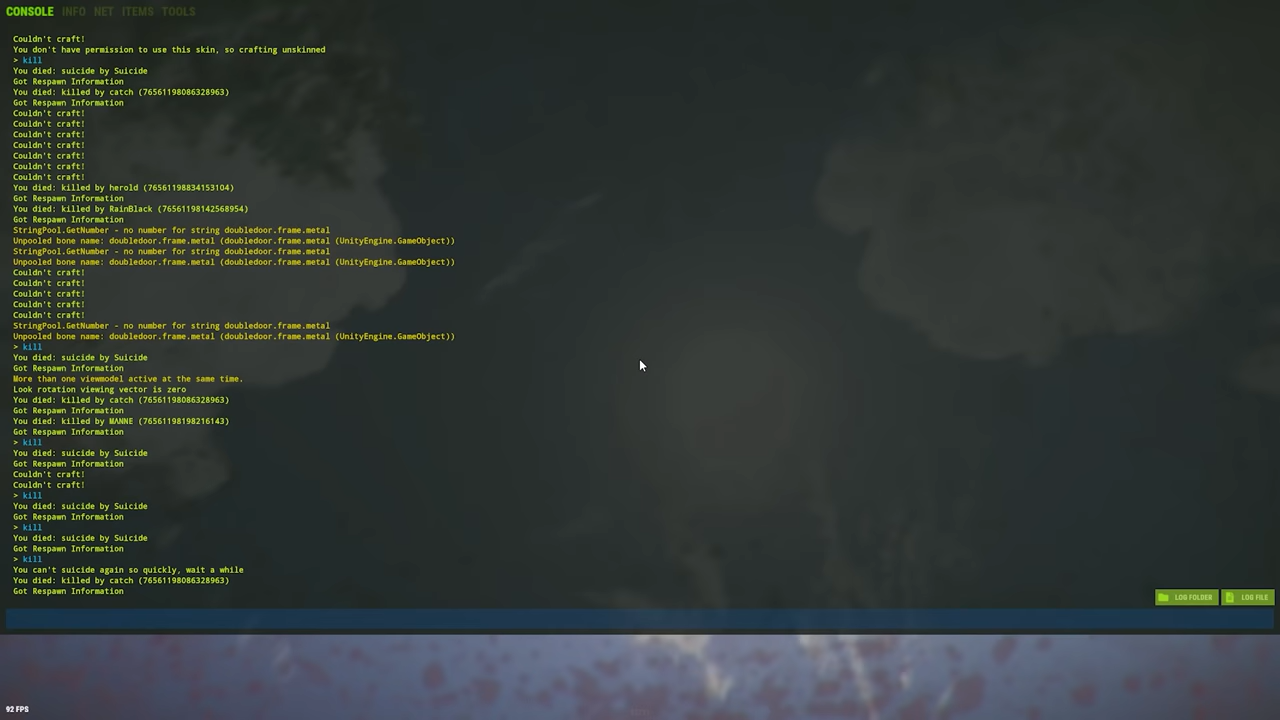 CONSOLE INFO NET ITEMS TOOLS
Couldn't craft!
You don't have permission to use this skin, so crafting unskinned
> kill
You died: suicide by Suicide
Got Respawn Information
You died: killed by catch (76561198086328963)
Got Respawn Information
Couldn't craft!
Couldn't craft!
Couldn't craft!
Couldn't craft!
Couldn't craft!
Couldn't craft!
Couldn't craft!
You died: killed by herold (76561198834153104)
Got Respawn Information
You died: killed by RainBlack (76561198142568954)
Got Respawn Information
StringPool.GetNumber - no number for string doubledoor.frame.metal
Unpooled bone name: doubledoor.frame.metal (doubledoor.frame.metal (UnityEngine.GameObject))
StringPool.GetNumber - no number for string doubledoor.frame.metal
Unpooled bone name: doubledoor.frame.metal (doubledoor.frame.metal (UnityEngine.GameObject))
Couldn't craft!
Couldn't craft!
Couldn't craft!
Couldn't craft!
Couldn't craft!
StringPool.GetNumber - no number for string doubledoor.frame.metal
Unpooled bone name: doubledoor.frame.metal (doubledoor.frame.metal (UnityEngine.GameObject))
> kill
You died: suicide by Suicide
Got Respawn Information
More than one viewmodel active at the same time.
Look rotation viewing vector is zero
You died: killed by catch (76561198086328963)
Got Respawn Information
You died: killed by MANNE (76561198198216143)
Got Respawn Information
> kill
You died: suicide by Suicide
Got Respawn Information
Couldn't craft!
Couldn't craft!
> kill
You died: suicide by Suicide
Got Respawn Information
> kill
You died: suicide by Suicide
Got Respawn Information
> kill
You can't suicide again so quickly, wait a while
You died: killed by catch (76561198086328963)
Got Respawn Information
LOG FOLDER LOG FILE
92 FPS